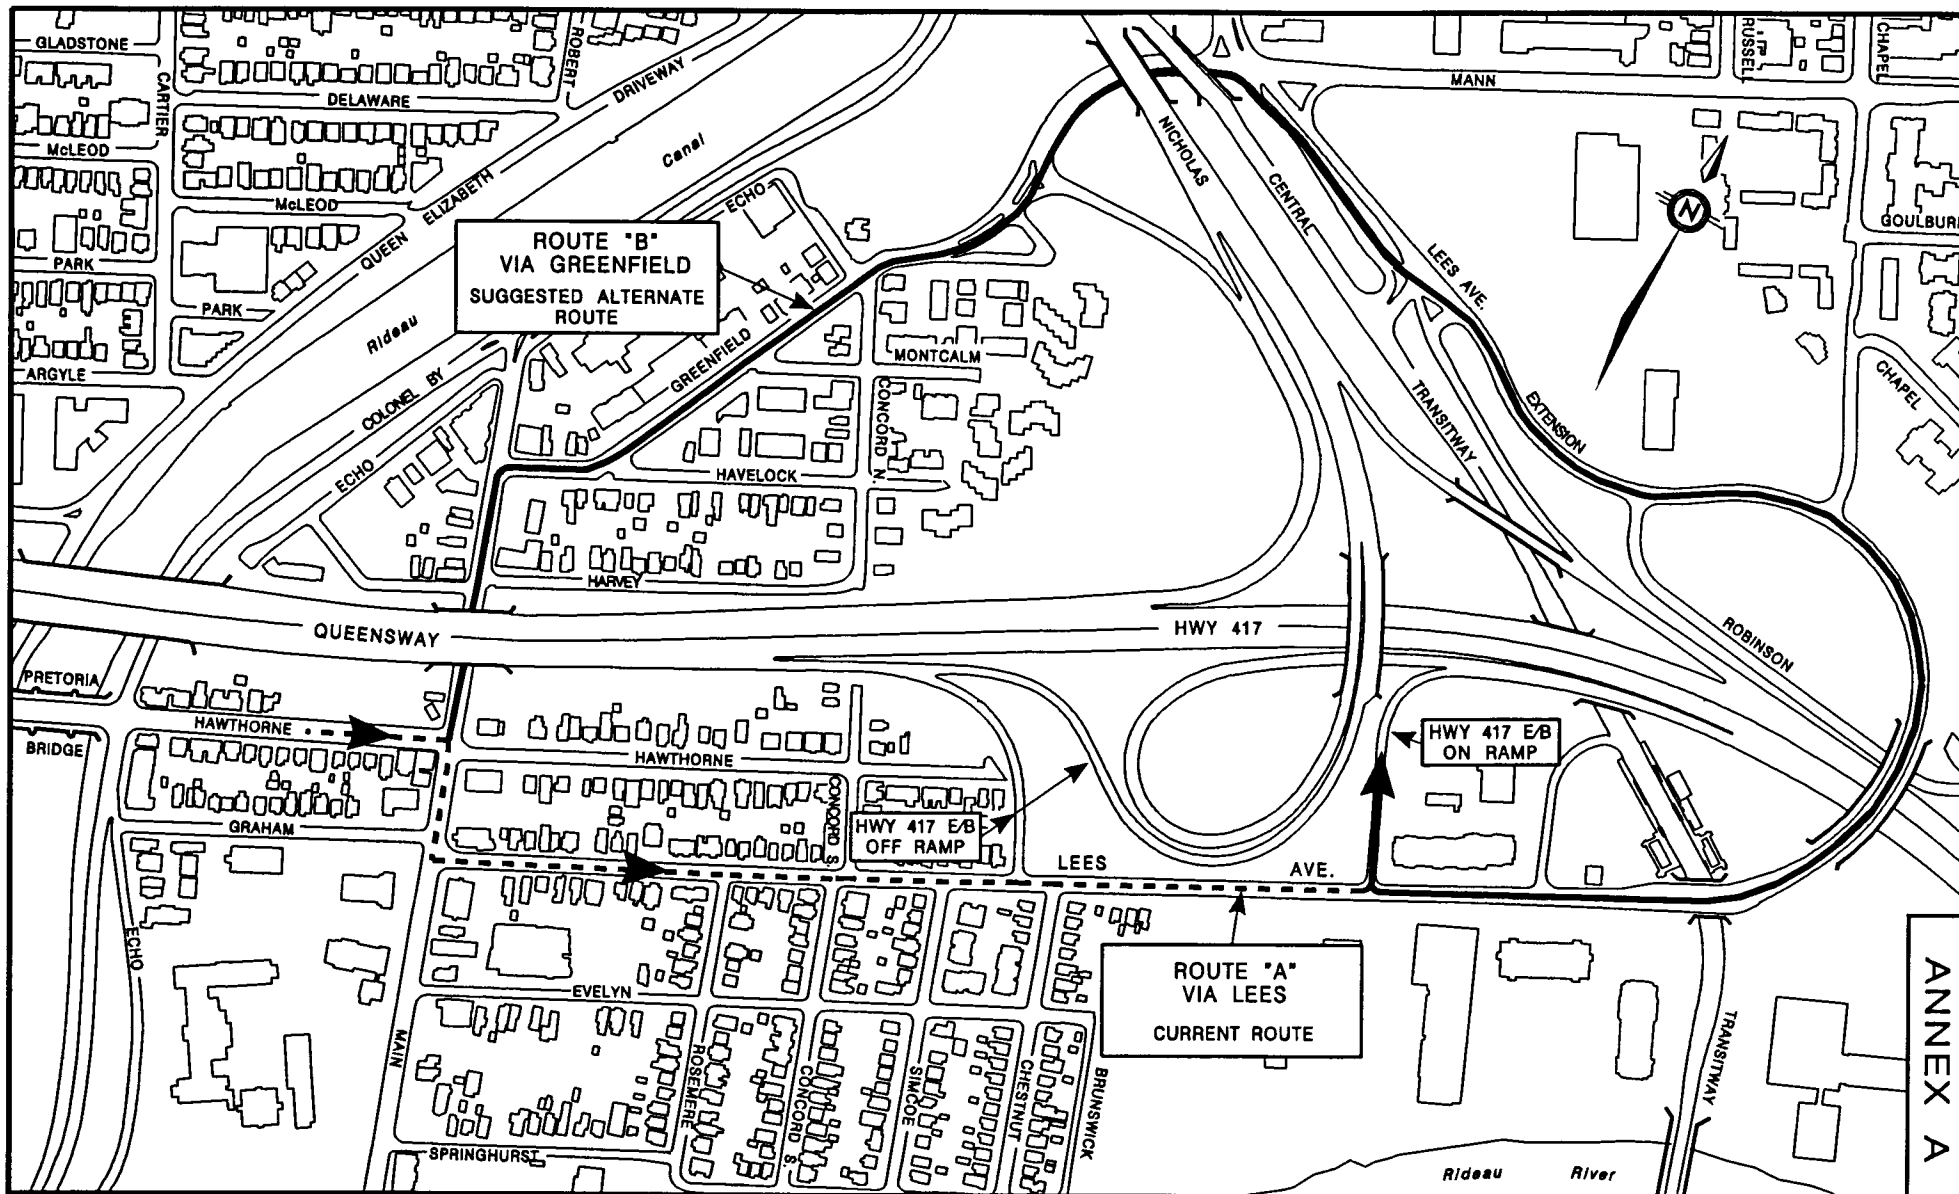 GLADSTONE
CARTIER
ROBERT
DELAWARE
DRIVEWAY
McLEOD
McLEOD
Canal
ELIZABETH
QUEEN
PARK
PARK
ARGYLE
Rideau
COLONEL BY
ECHO
ECHO
ROUTE "B"
VIA GREENFIELD
SUGGESTED ALTERNATE
ROUTE
GREENFIELD
MONTCALM
CONCORD N.
HAVELOCK
HARVEY
NICHOLAS
CENTRAL
TRANSITWAY
MANN
RUSSELL
CHAPEL
GOULBURN
N
LEES AVE.
EXTENSION
CHAPEL
ROBINSON
QUEENSWAY
HWY 417
PRETORIA
BRIDGE
HAWTHORNE
HAWTHORNE
GRAHAM
CONCORD S.
HWY 417 E/B
OFF RAMP
HWY 417 E/B
ON RAMP
LEES AVE.
ROUTE "A"
VIA LEES
CURRENT ROUTE
ECHO
MAIN
EVELYN
ROSEMERE
CONCORD S.
SIMCOE
CHESTNUT
BRUNSWICK
SPRINGHURST
TRANSITWAY
Rideau River
ANNEX A